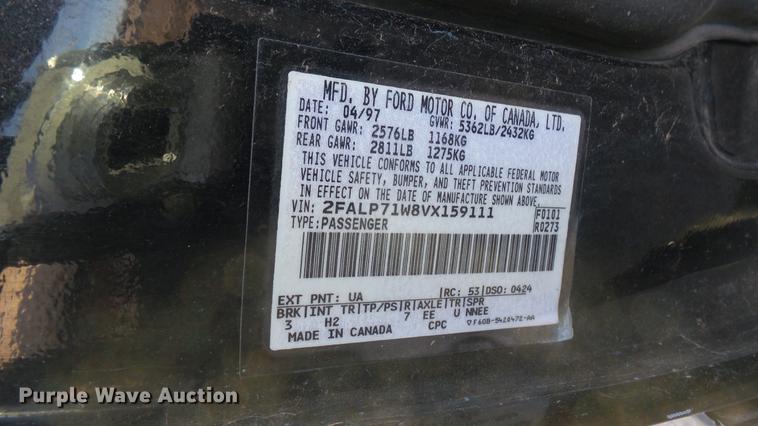 MFD. BY FORD MOTOR CO. OF CANADA, LTD.
DATE: 04/97 GVWR: 5362LB/2432KG
FRONT GAWR: 2576LB 1168KG
REAR GAWR: 2811LB 1275KG
THIS VEHICLE CONFORMS TO ALL APPLICABLE FEDERAL MOTOR
VEHICLE SAFETY, BUMPER, AND THEFT PREVENTION STANDARDS
IN EFFECT ON THE DATE OF MANUFACTURE SHOWN ABOVE.
VIN: 2FALP71W8VX159111 F0101
TYPE:PASSENGER R0273
EXT PNT: UA RC: 53 DSO: 0424
BRK INT TR TP/PS R AXLE TR SPR
3 H2 7 EE U NNEE
MADE IN CANADA CPC ▽F60B-5420472-AA
Purple Wave Auction